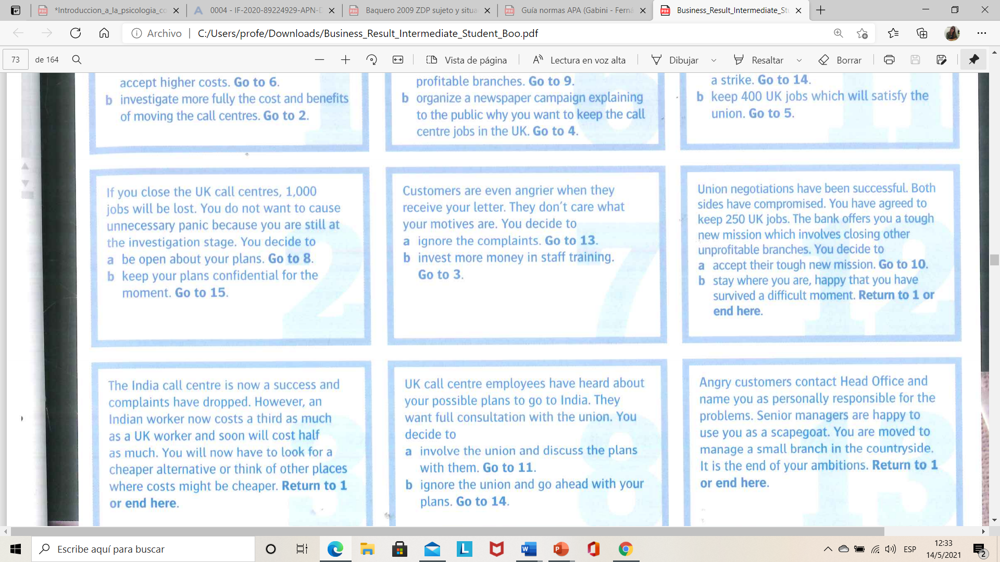 *Introduccion_a_la_psicologia_co
0004 - IF-2020-89224929-APN-D
Baquero 2009 ZDP sujeto y situa
Guía normas APA (Gabini - Ferna
Business_Result_Intermediate_Stu
Archivo
C:/Users/profe/Downloads/Business_Result_Intermediate_Student_Boo.pdf
73
de 164
Vista de página
Lectura en voz alta
Dibujar
Resaltar
Borrar
accept higher costs. Go to 6.
b investigate more fully the cost and benefits
of moving the call centres. Go to 2.
1
profitable branches. Go to 9.
b organize a newspaper campaign explaining
to the public why you want to keep the call
centre jobs in the UK. Go to 4.
6
a strike. Go to 14.
b keep 400 UK jobs which will satisfy the
union. Go to 5.
11
If you close the UK call centres, 1,000
jobs will be lost. You do not want to cause
unnecessary panic because you are still at
the investigation stage. You decide to
a be open about your plans. Go to 8.
b keep your plans confidential for the
moment. Go to 15.
2
Customers are even angrier when they
receive your letter. They don't care what
your motives are. You decide to
a ignore the complaints. Go to 13.
b invest more money in staff training.
Go to 3.
7
Union negotiations have been successful. Both
sides have compromised. You have agreed to
keep 250 UK jobs. The bank offers you a tough
new mission which involves closing other
unprofitable branches. You decide to
a accept their tough new mission. Go to 10.
b stay where you are, happy that you have
survived a difficult moment. Return to 1 or
end here.
12
The India call centre is now a success and
complaints have dropped. However, an
Indian worker now costs a third as much
as a UK worker and soon will cost half
as much. You will now have to look for a
cheaper alternative or think of other places
where costs might be cheaper. Return to 1
or end here.
3
UK call centre employees have heard about
your possible plans to go to India. They
want full consultation with the union. You
decide to
a involve the union and discuss the plans
with them. Go to 11.
b ignore the union and go ahead with your
plans. Go to 14.
8
Angry customers contact Head Office and
name you as personally responsible for the
problems. Senior managers are happy to
use you as a scapegoat. You are moved to
manage a small branch in the countryside.
It is the end of your ambitions. Return to 1
or end here.
13
Escribe aquí para buscar
ESP
12:33
14/5/2021
2